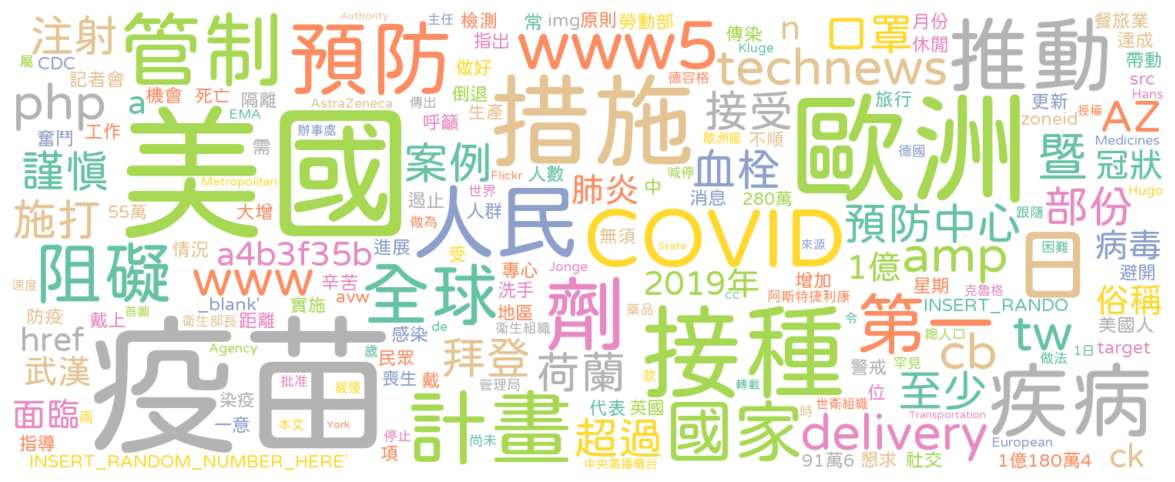 注射
管制
預防
Authority
主任
檢測
指出
常
img
原則
勞動部
n
口罩
月份
休閒
推動
餐旅業
達成
帶動
屬
CDC
記者會
www5
傳染
Kluge
technews
src
Hans
php
a
機會
死亡
隔離
做好
呼籲
倒退
生產
德容格
接受
旅行
更新
zoneid
授權
AZ
奮鬥
工作
EMA
AstraZeneca
傳出
措施
歐洲
Medicines
謹慎
需
美國
辦事處
案例
Flickr
人數
歐洲區
不順
血栓
德國
暨
冠狀
Metropolitan
遏止
世界
肺炎
中
喊停
消息
Hugo
施打
55萬
大增
做為
人群
人民
280萬
預防中心
跟隨
部份
情況
進展
受
Jonge
無須
COVID
State
來源
日
困難
病毒
阻礙
a4b3f35b
全球
辛苦
專心
洗手
2019年
增加
1億
amp
避開
速度
首圖
_blank'
www
avw
實施
地區
劑
cc
阿斯特捷利康
星期
克魯格
INSERT_RANDO
俗稱
防疫
戴上
衛生部長
距離
感染
de
衛生組織
藥品
接種
令
第一
總人口
1日
美國人
href
疫苗
Agency
歲
民眾
拜登
荷蘭
cb
tw
做法
target
武漢
批准
緩慢
喪生
戴
管理局
款
轉載
警戒
罕見
位
至少
疾病
面臨
兩
染疫
一意
本文
York
停止
計畫
代表
英國
國家
時
世衛組織
Transportation
指導
項
尚未
超過
delivery
European
INSERT_RANDOM_NUMBER_HERE'
中央廣播電台
91萬6
懇求
社交
1億180萬4
ck